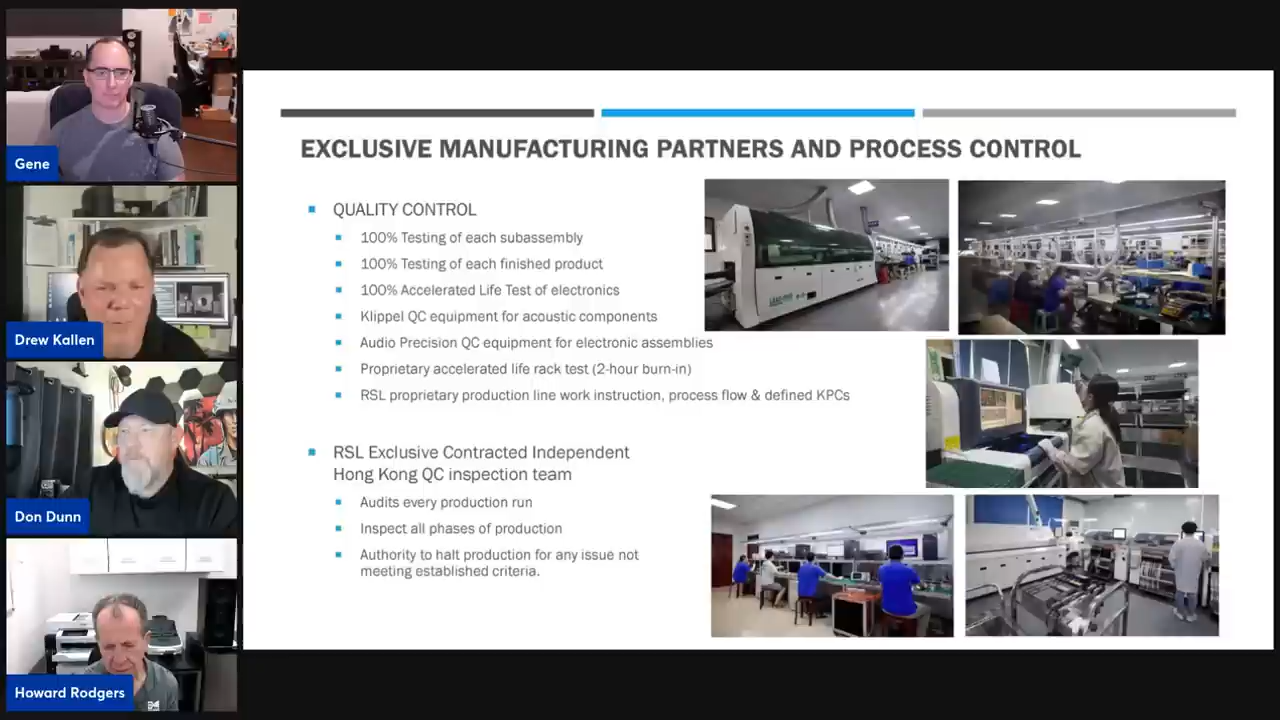 Gene
Drew Kallen
Don Dunn
Howard Rodgers
EXCLUSIVE MANUFACTURING PARTNERS AND PROCESS CONTROL
QUALITY CONTROL
100% Testing of each subassembly
100% Testing of each finished product
100% Accelerated Life Test of electronics
Klippel QC equipment for acoustic components
Audio Precision QC equipment for electronic assemblies
Proprietary accelerated life rack test (2-hour burn-in)
RSL proprietary production line work instruction, process flow & defined KPCs
RSL Exclusive Contracted Independent
Hong Kong QC inspection team
Audits every production run
Inspect all phases of production
Authority to halt production for any issue not
meeting established criteria.